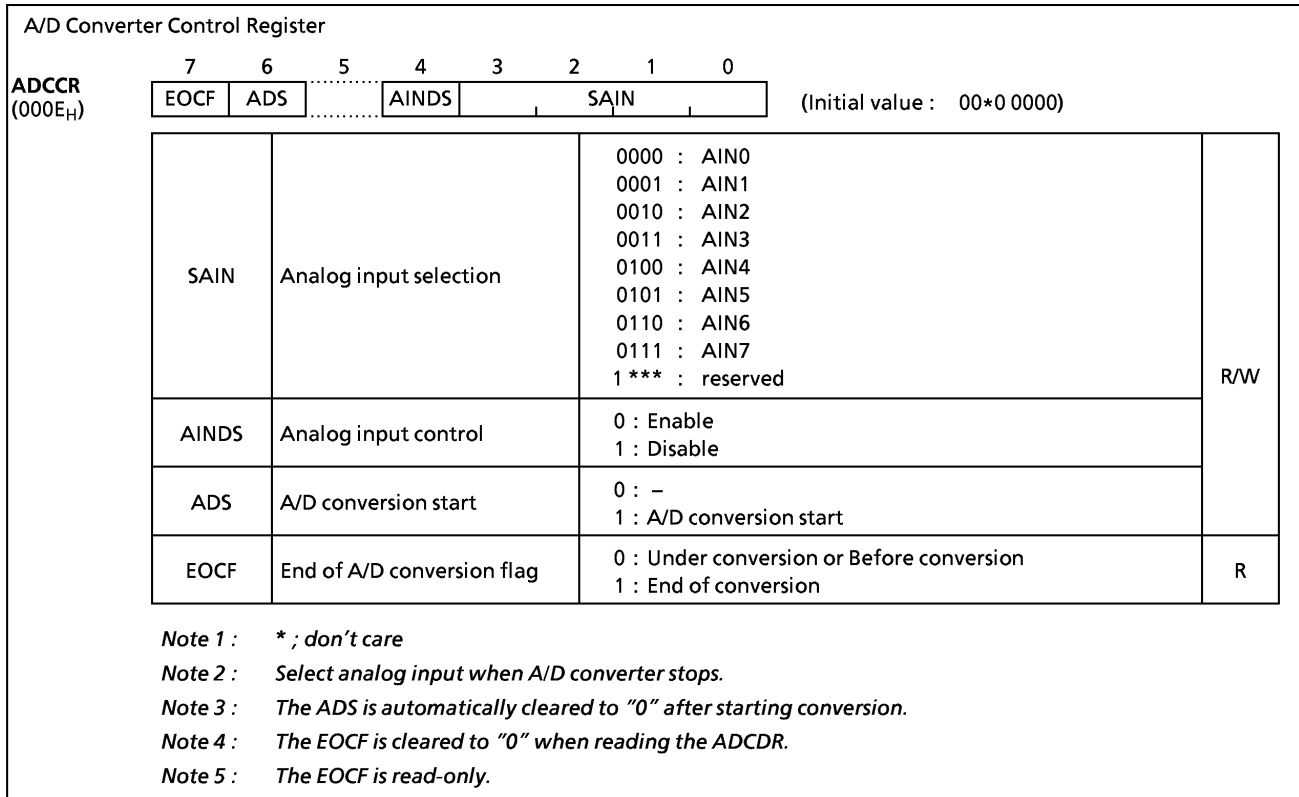 A/D Converter Control Register
7 6 5 4 3 2 1 0
ADCCR
(000EH)
EOCF ADS AINDS SAIN (Initial value : 00*0 0000)
SAIN Analog input selection
0000 : AIN0
0001 : AIN1
0010 : AIN2
0011 : AIN3
0100 : AIN4
0101 : AIN5
0110 : AIN6
0111 : AIN7
1 *** : reserved
R/W
AINDS Analog input control
0 : Enable
1 : Disable
ADS A/D conversion start
0 : –
1 : A/D conversion start
EOCF End of A/D conversion flag
0 : Under conversion or Before conversion
1 : End of conversion
R
Note 1 : * ; don't care
Note 2 : Select analog input when A/D converter stops.
Note 3 : The ADS is automatically cleared to "0" after starting conversion.
Note 4 : The EOCF is cleared to "0" when reading the ADCDR.
Note 5 : The EOCF is read-only.